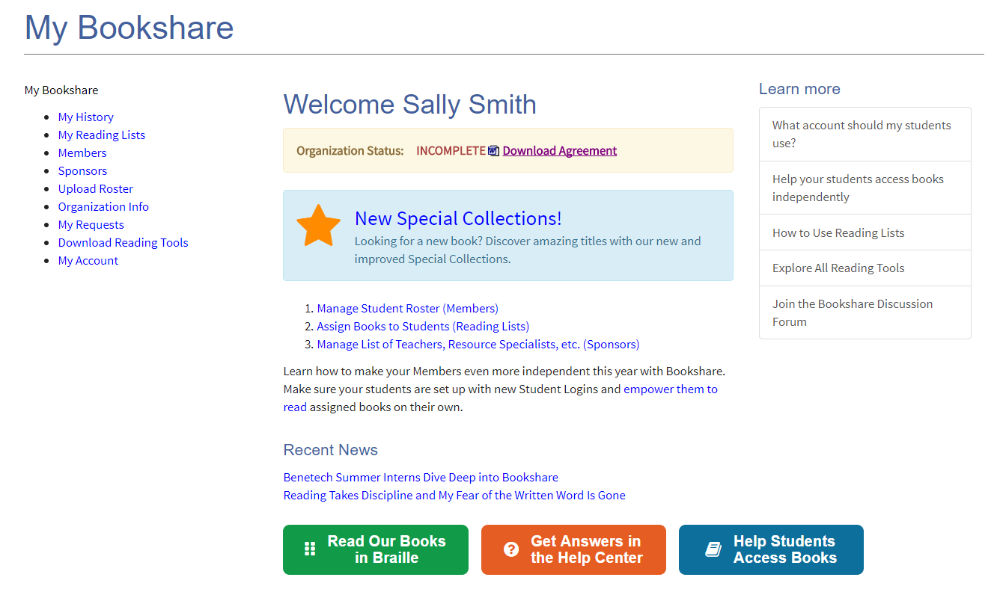 My Bookshare
My Bookshare
My History
My Reading Lists
Members
Sponsors
Upload Roster
Organization Info
My Requests
Download Reading Tools
My Account
Welcome Sally Smith
Organization Status: INCOMPLETE Download Agreement
New Special Collections!
Looking for a new book? Discover amazing titles with our new and
improved Special Collections.
1. Manage Student Roster (Members)
2. Assign Books to Students (Reading Lists)
3. Manage List of Teachers, Resource Specialists, etc. (Sponsors)
Learn how to make your Members even more independent this year with Bookshare.
Make sure your students are set up with new Student Logins and empower them to
read assigned books on their own.
Recent News
Benetech Summer Interns Dive Deep into Bookshare
Reading Takes Discipline and My Fear of the Written Word Is Gone
Learn more
What account should my students
use?
Help your students access books
independently
How to Use Reading Lists
Explore All Reading Tools
Join the Bookshare Discussion
Forum
Read Our Books
in Braille
Get Answers in
the Help Center
Help Students
Access Books